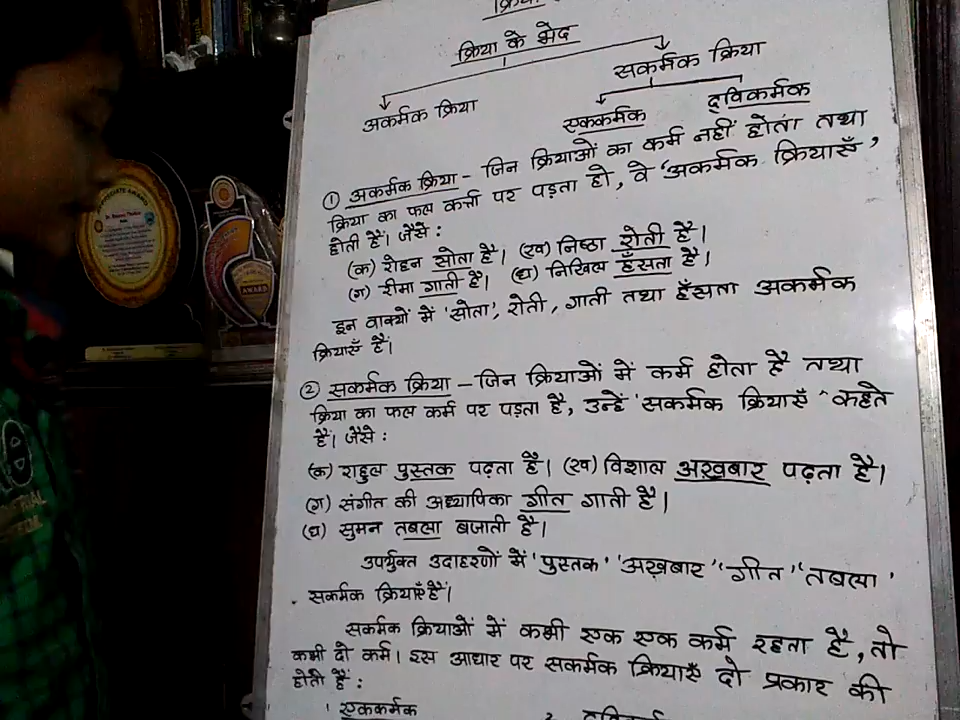 क्रिया
क्रिया के भेद
सकर्मक क्रिया
अकर्मक क्रिया
एककर्मक
द्विकर्मक
① अकर्मक क्रिया - जिन क्रियाओं का कर्म नहीं होता तथा
क्रिया का फल कर्त्ता पर पड़ता हो, वे 'अकर्मक क्रियाएँ'
होती हैं। जैसे :
(क) रोहन सोता है। (ख) निष्ठा रोती है।
(ग) रीमा गाती है। (घ) निखिल हँसता है।
इन वाक्यों में 'सोता', रोती, गाती तथा हँसता अकर्मक
क्रियाएँ हैं।
② सकर्मक क्रिया - जिन क्रियाओं में कर्म होता है तथा
क्रिया का फल कर्म पर पड़ता है, उन्हें 'सकर्मक क्रियाएँ' कहते
हैं। जैसे :
(क) राहुल पुस्तक पढ़ता है। (ख) विशाल अख़बार पढ़ता है।
(ग) संगीत की अध्यापिका गीत गाती है।
(घ) सुमन तबला बजाती है।
उपर्युक्त उदाहरणों में 'पुस्तक' 'अख़बार' 'गीत' 'तबला'
सकर्मक क्रियाएँ हैं।
सकर्मक क्रियाओं में कभी एक एक कर्म रहता है, तो
कभी दो कर्म। इस आधार पर सकर्मक क्रियाएँ दो प्रकार की
होती हैं :
एककर्मक
AWARD